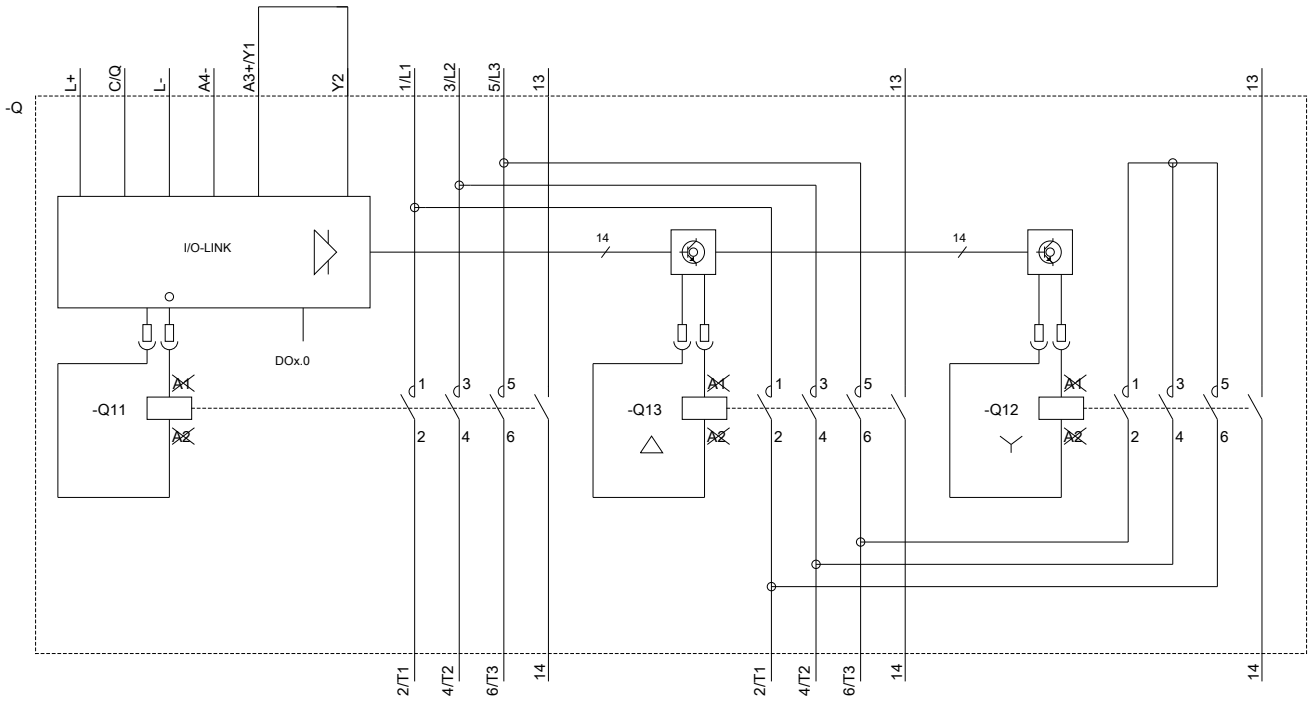 L+
C/Q
L-
A4-
A3+/Y1
Y2
1/L1
3/L2
5/L3
13
13
13
-Q
I/O-LINK
14
14
DOx.0
A1
1
3
5
A1
1
3
5
A1
1
3
5
-Q11
-Q13
-Q12
A2
2
4
6
A2
2
4
6
A2
2
4
6
2/T1
4/T2
6/T3
14
2/T1
4/T2
6/T3
14
14